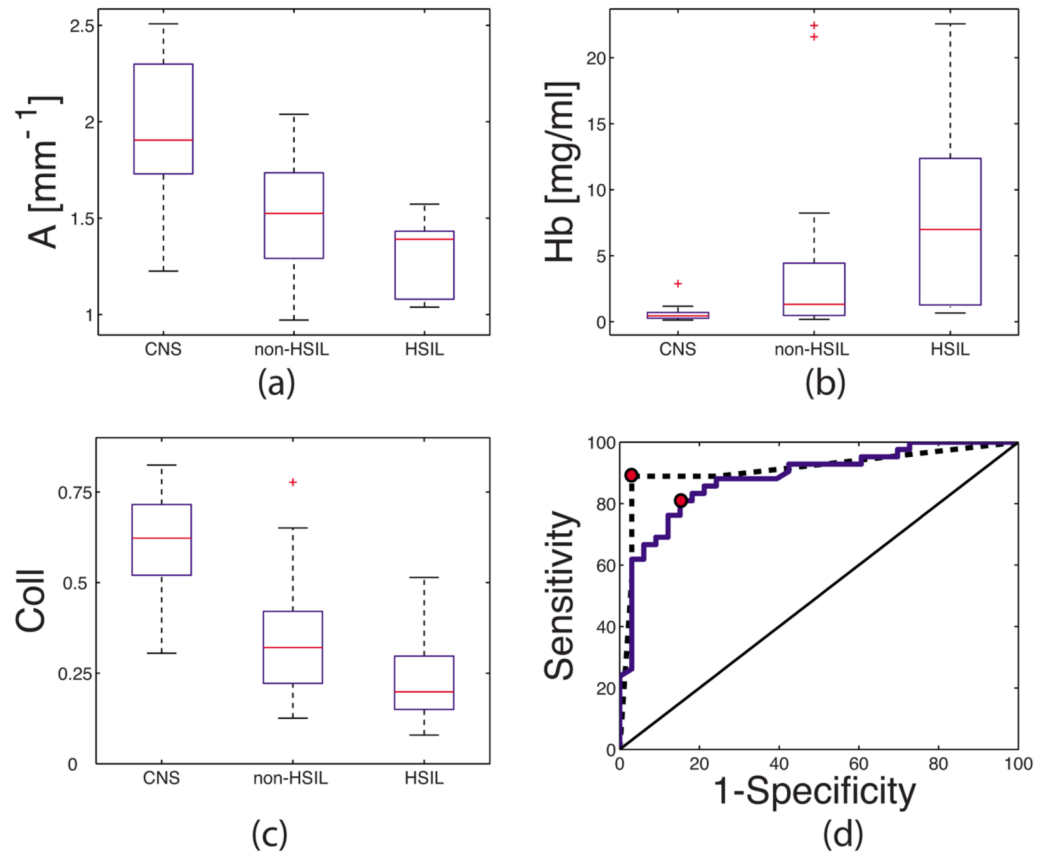 2.5
2
1.5
1
A [mm⁻¹]
CNS
non-HSIL
HSIL
(a)
20
15
10
5
0
Hb [mg/ml]
CNS
non-HSIL
HSIL
(b)
0.75
0.5
0.25
0
Coll
CNS
non-HSIL
HSIL
(c)
100
80
60
40
20
0
Sensitivity
0
20
40
60
80
100
1-Specificity
(d)